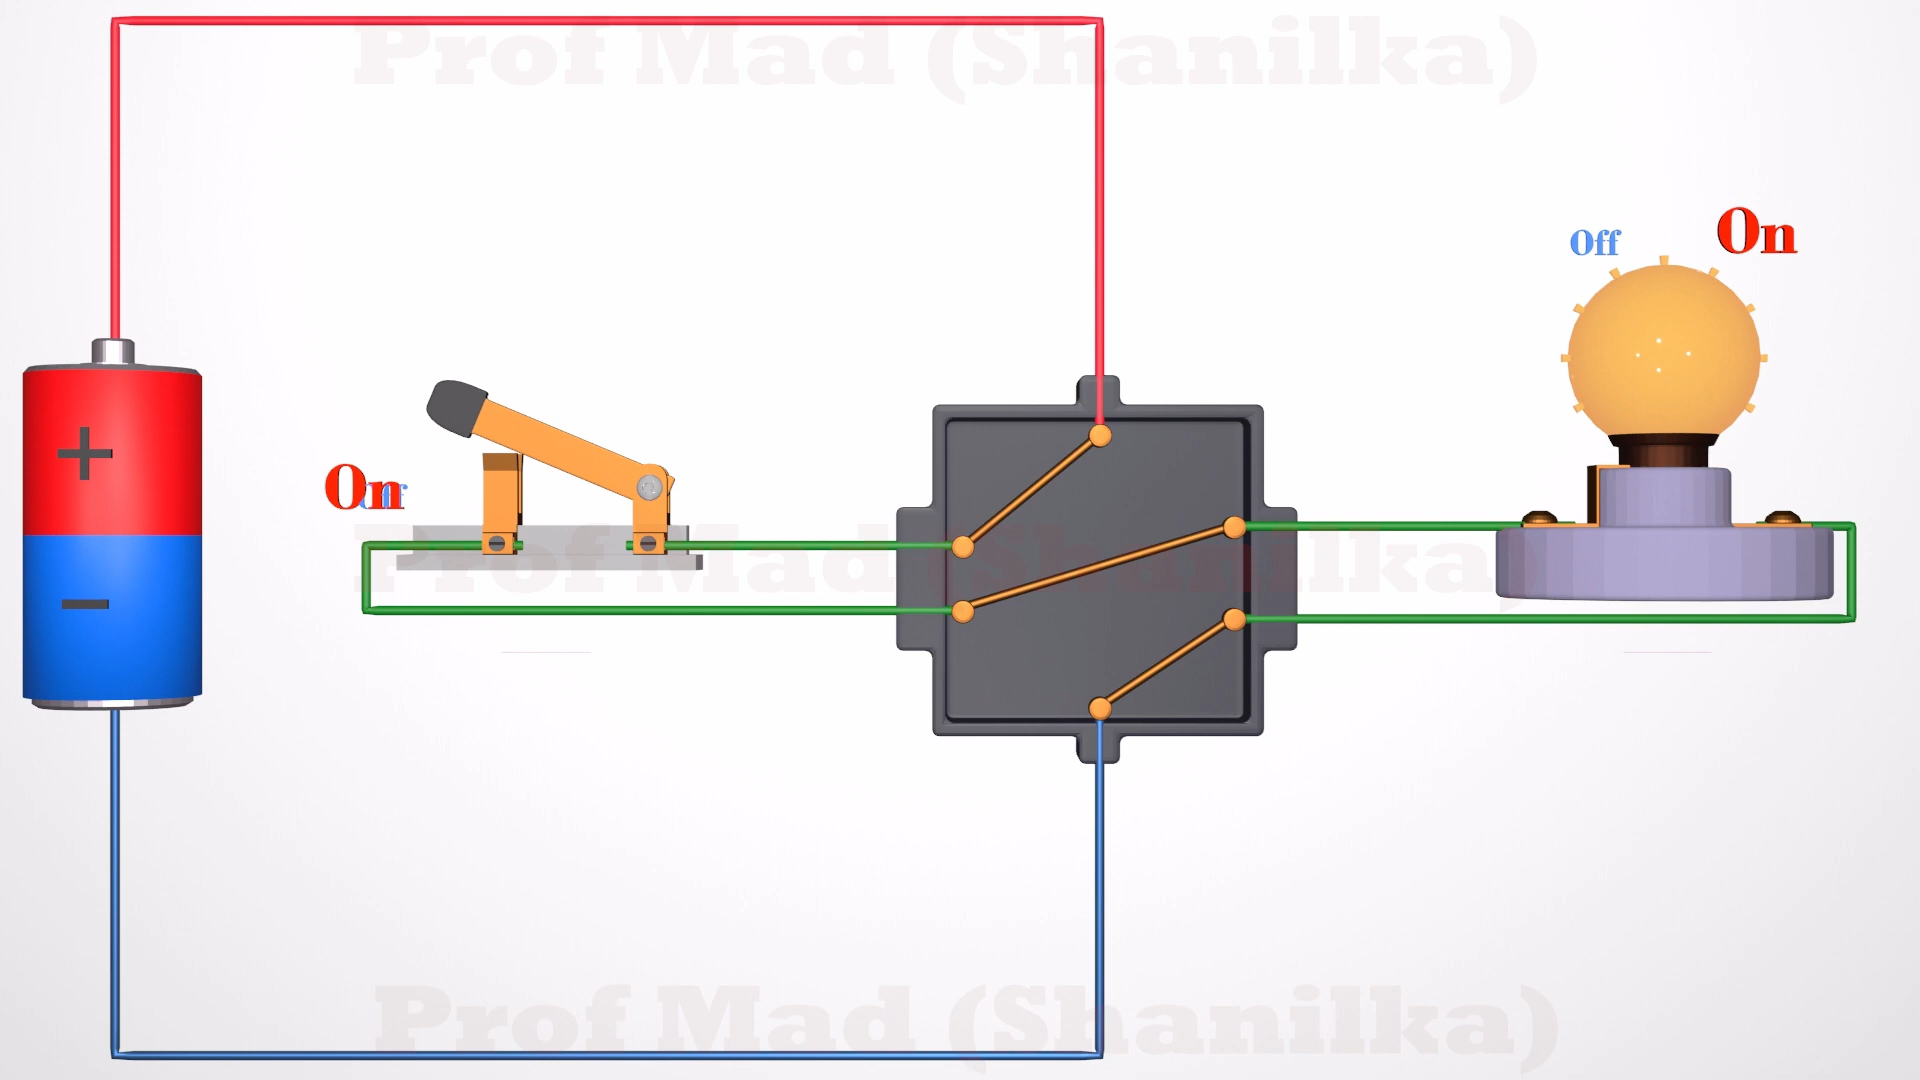 Prof Mad (Shanilka)
Off
On
+
On
Prof Mad (Shanilka)
−
Prof Mad (Shanilka)